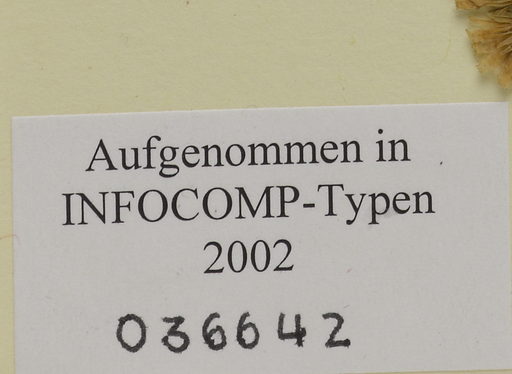 Aufgenommen in
INFOCOMP-Typen
2002
036642